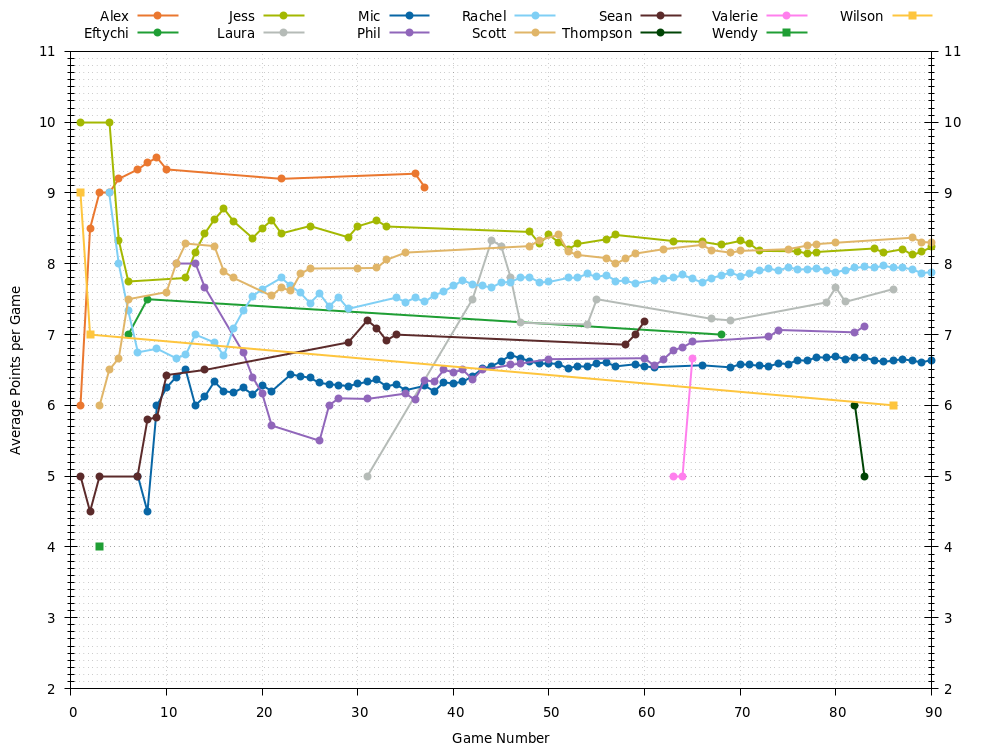 Alex Jess Mic Rachel Sean Valerie Wilson
Eftychi Laura Phil Scott Thompson Wendy
11 11
10 10
9 9
8 8
7 7
6 6
5 5
4 4
3 3
2 2
Average Points per Game
0 10 20 30 40 50 60 70 80 90
Game Number